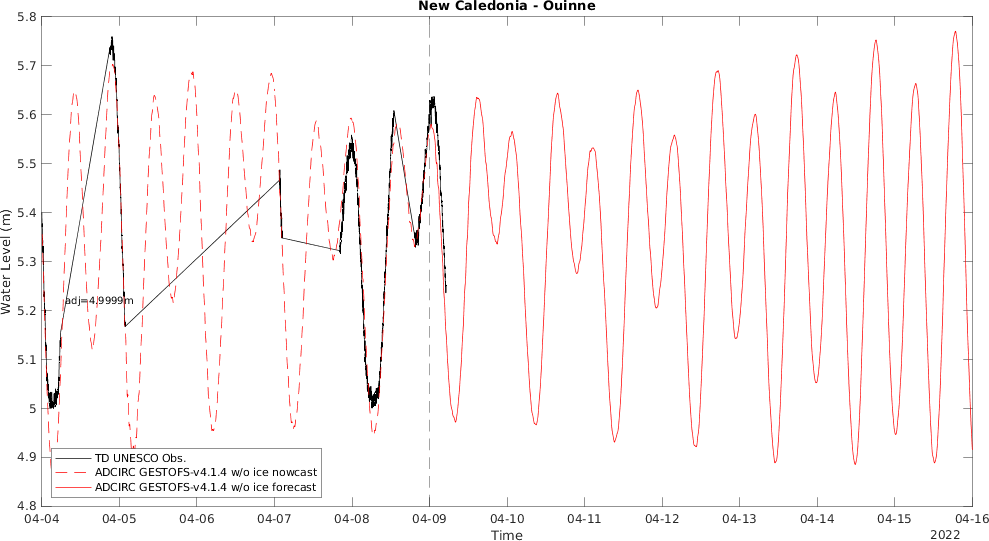 New Caledonia - Ouinne
5.8
5.7
5.6
5.5
5.4
5.3
5.2
5.1
5
4.9
4.8
Water Level (m)
adj=4.9999m
TD UNESCO Obs.
ADCIRC GESTOFS-v4.1.4 w/o ice nowcast
ADCIRC GESTOFS-v4.1.4 w/o ice forecast
04-04 04-05 04-06 04-07 04-08 04-09 04-10 04-11 04-12 04-13 04-14 04-15 04-16
Time
2022